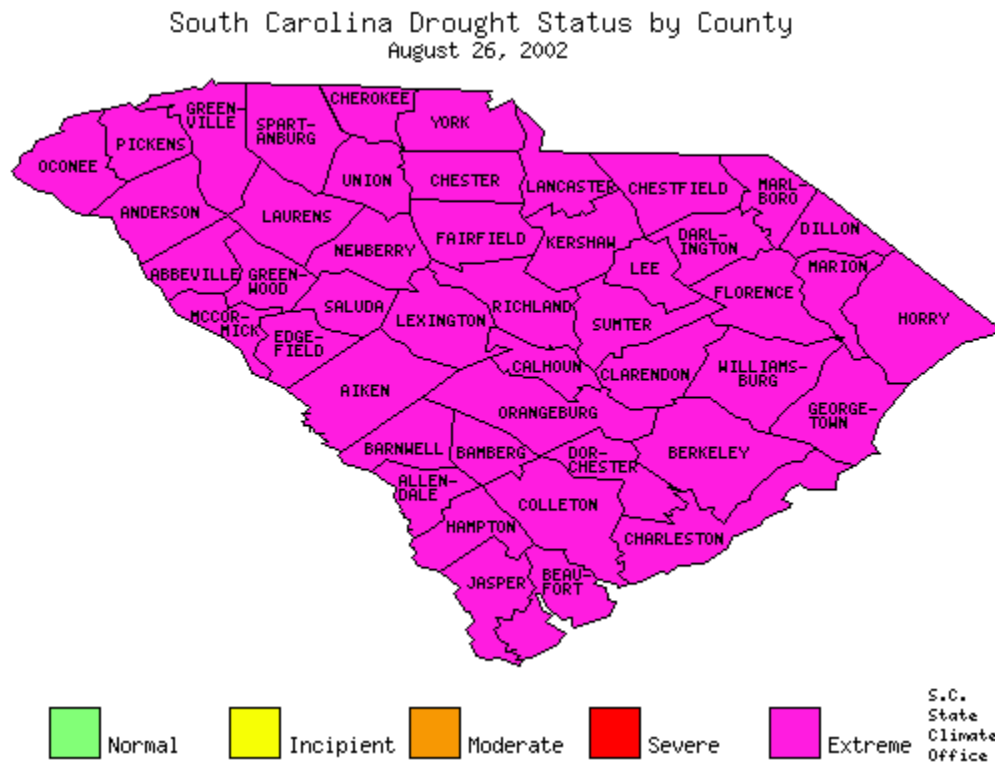 South Carolina Drought Status by County
August 26, 2002
CHEROKEE
GREEN-
VILLE
SPART-
ANBURG
YORK
PICKENS
OCONEE
UNION
CHESTER
LANCASTER
CHESTFIELD
MARL-
BORO
ANDERSON
LAURENS
DILLON
NEWBERRY
FAIRFIELD
KERSHAW
DARL-
INGTON
ABBEVILLE
GREEN-
WOOD
LEE
MARION
SALUDA
RICHLAND
FLORENCE
MCCOR-
MICK
LEXINGTON
SUMTER
HORRY
EDGE-
FIELD
CALHOUN
CLARENDON
WILLIAMS-
BURG
AIKEN
ORANGEBURG
GEORGE-
TOWN
BARNWELL
BAMBERG
DOR-
CHESTER
BERKELEY
ALLEN-
DALE
COLLETON
HAMPTON
CHARLESTON
JASPER
BEAU-
FORT
Normal
Incipient
Moderate
Severe
Extreme
S.C.
State
Climate
Office